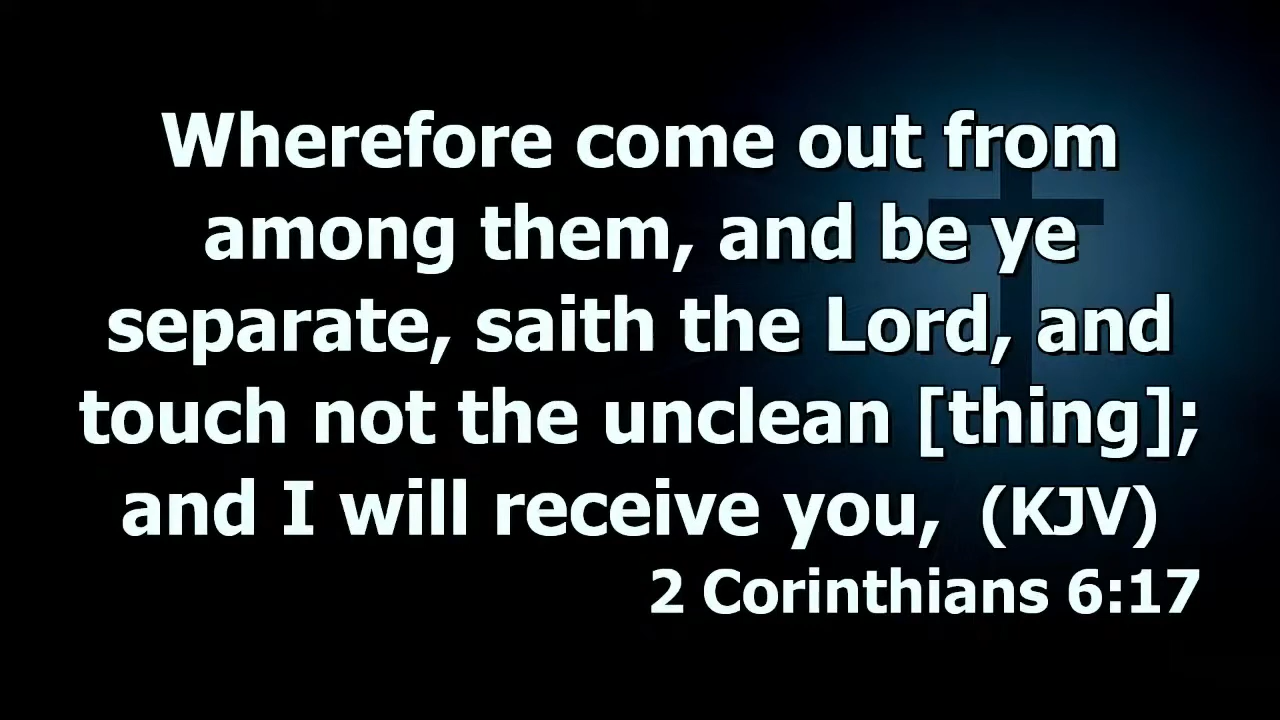 Wherefore come out from
among them, and be ye
separate, saith the Lord, and
touch not the unclean [thing];
and I will receive you, (KJV)
2 Corinthians 6:17